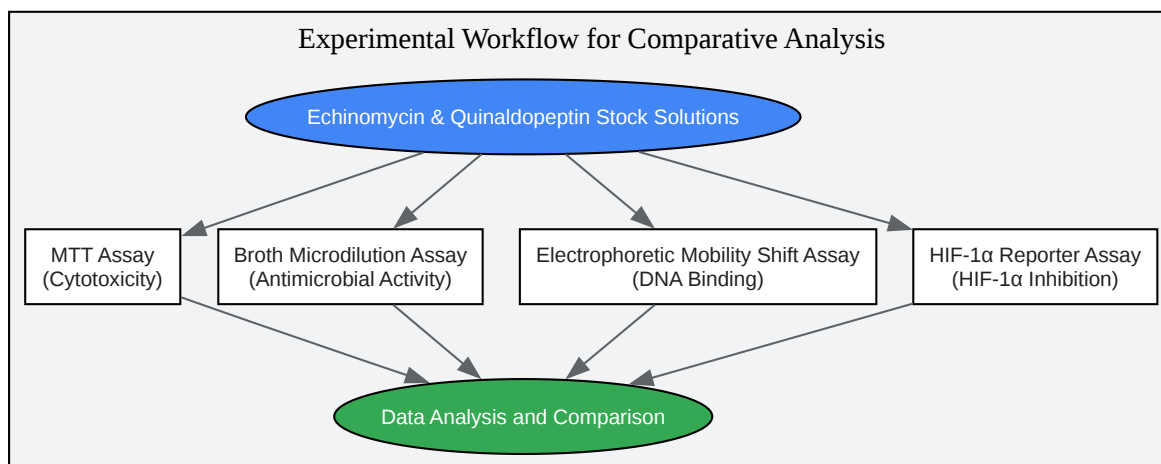 Experimental Workflow for Comparative Analysis
Echinomycin & Quinaldopeptin Stock Solutions
MTT Assay
(Cytotoxicity)
Broth Microdilution Assay
(Antimicrobial Activity)
Electrophoretic Mobility Shift Assay
(DNA Binding)
HIF-1α Reporter Assay
(HIF-1α Inhibition)
Data Analysis and Comparison